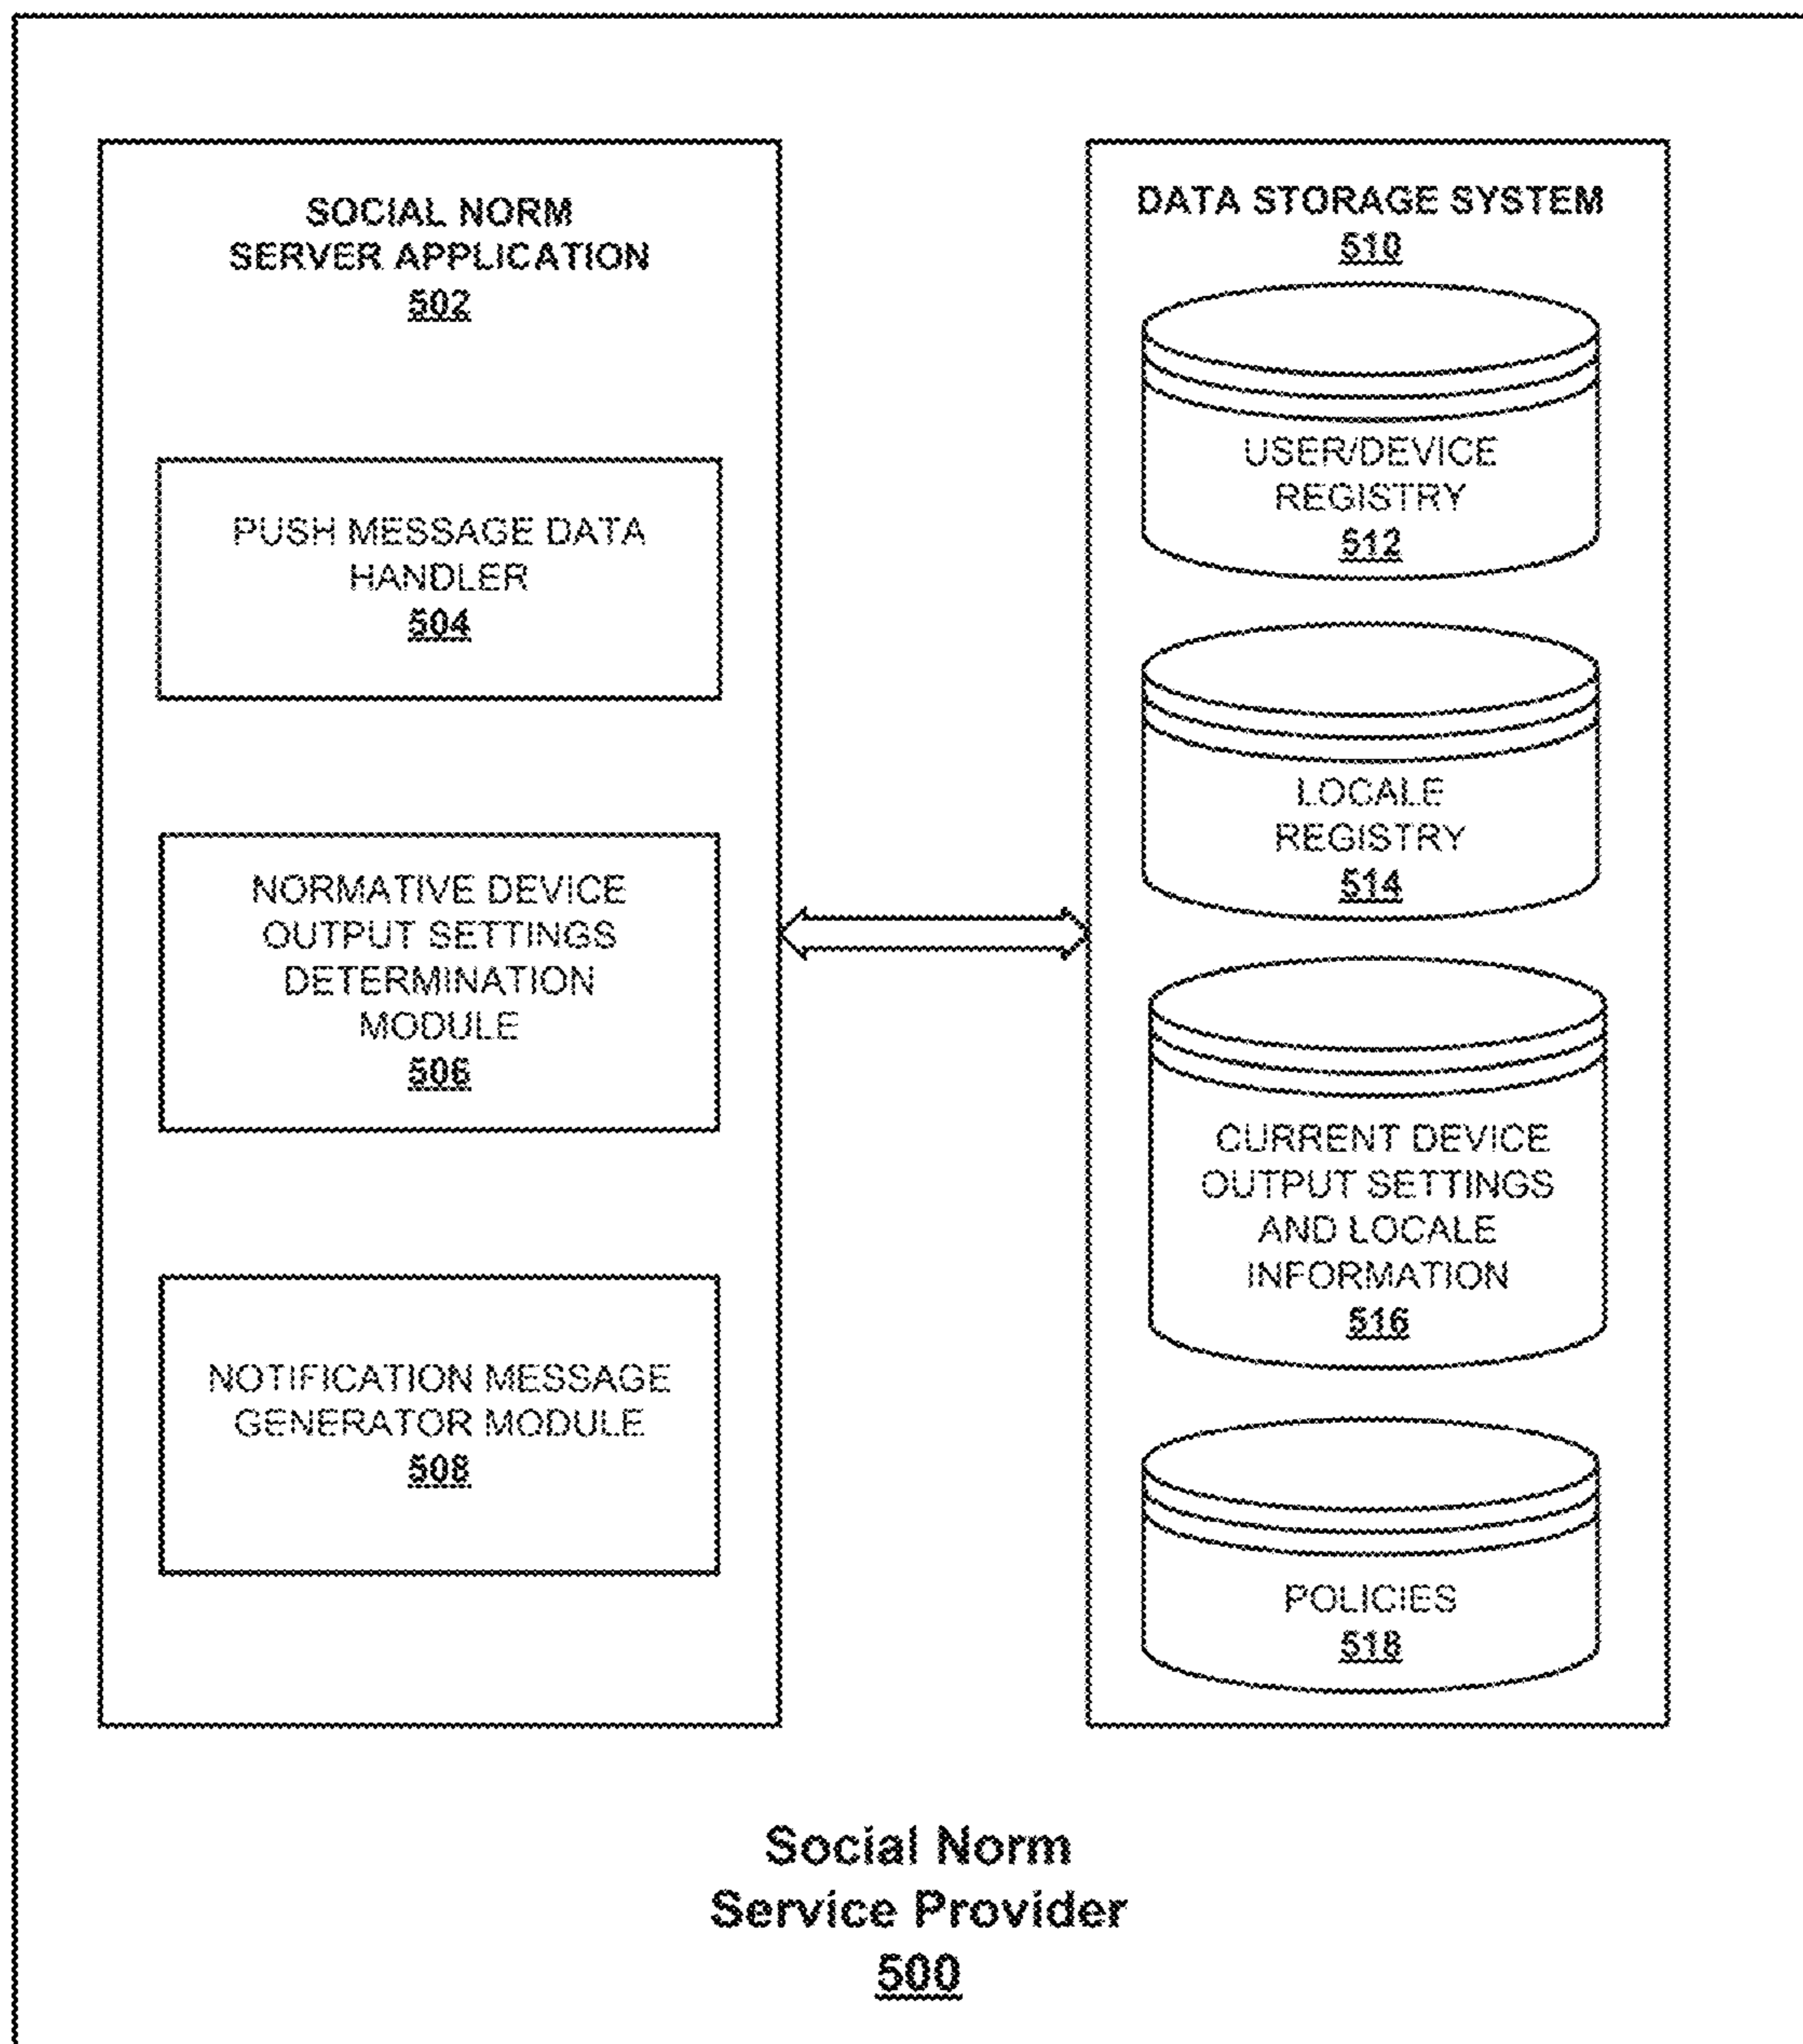 SOCIAL NORM
SERVER APPLICATION
502
PUSH MESSAGE DATA
HANDLER
504
NORMATIVE DEVICE
OUTPUT SETTINGS
DETERMINATION
MODULE
506
NOTIFICATION MESSAGE
GENERATOR MODULE
508
DATA STORAGE SYSTEM
510
USER/DEVICE
REGISTRY
512
LOCALE
REGISTRY
514
CURRENT DEVICE
OUTPUT SETTINGS
AND LOCALE
INFORMATION
516
POLICIES
518
Social Norm
Service Provider
500